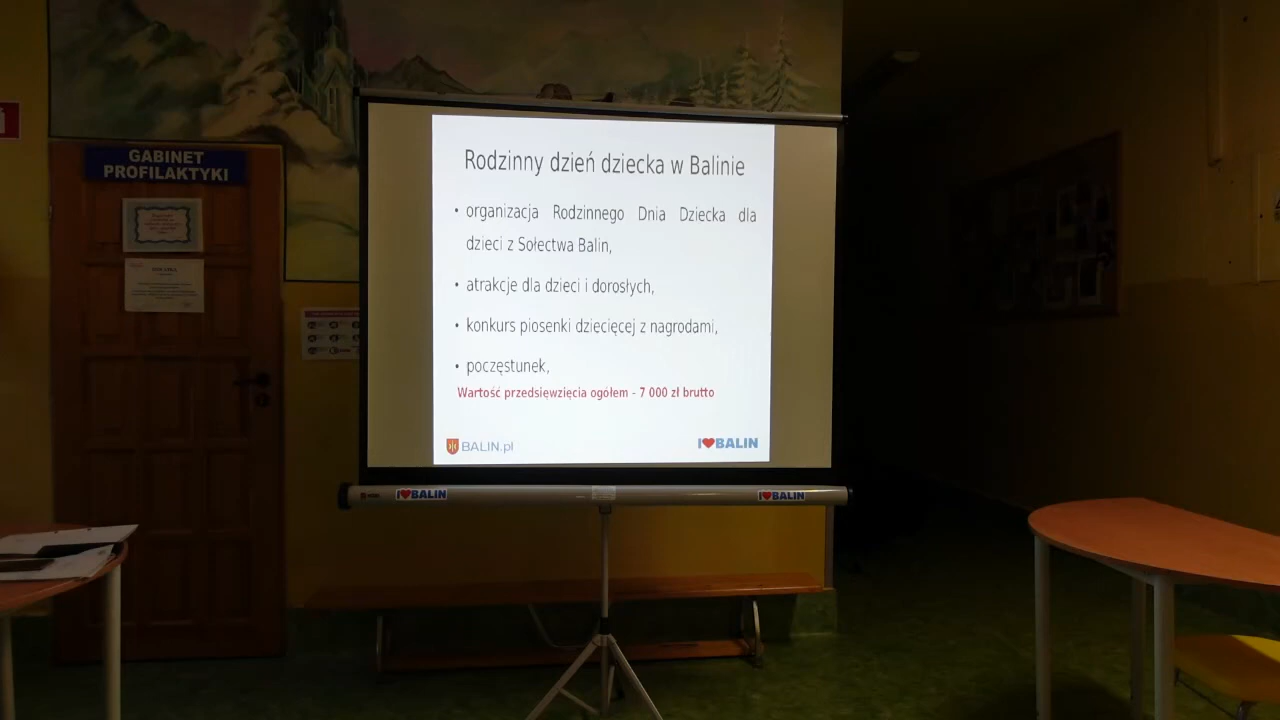 GABINET
PROFILAKTYKI
Rodzinny dzień dziecka w Balinie
• organizacja Rodzinnego Dnia Dziecka dla
dzieci z Sołectwa Balin,
• atrakcje dla dzieci i dorosłych,
• konkurs piosenki dziecięcej z nagrodami,
• poczęstunek,
Wartość przedsięwzięcia ogółem - 7 000 zł brutto
BALIN.pl
I❤BALIN
I❤BALIN
I❤BALIN